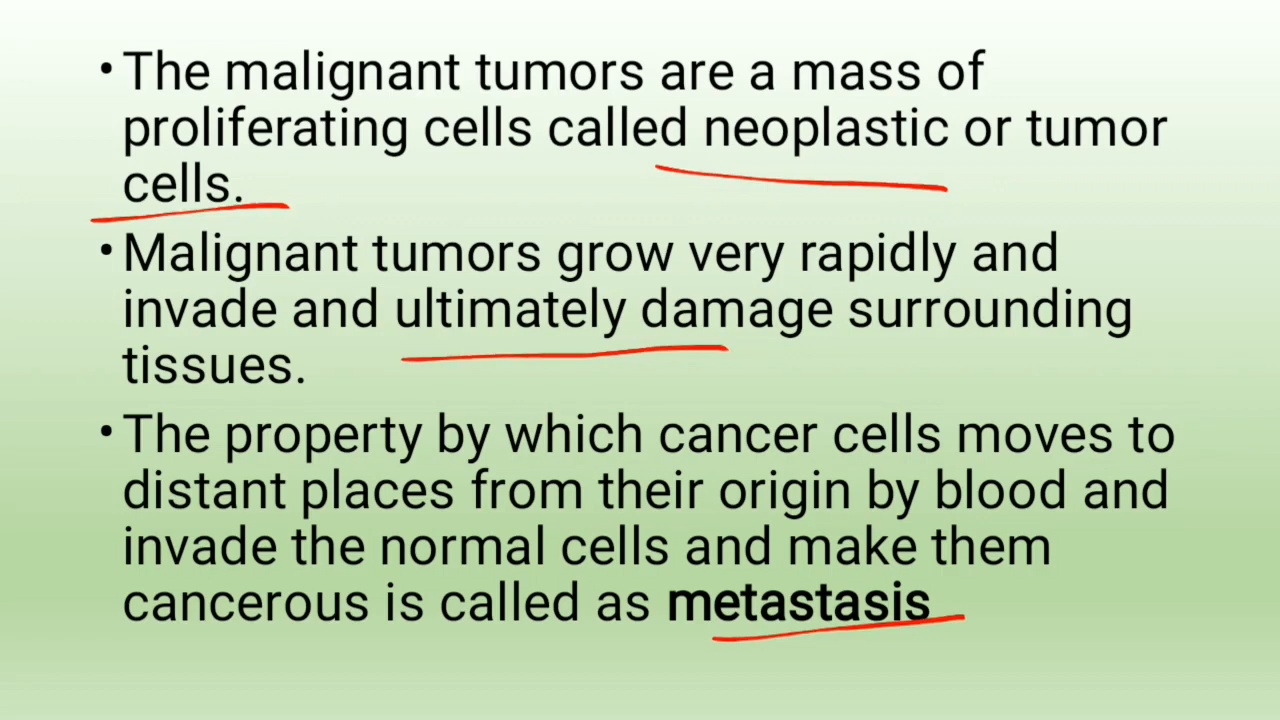 • The malignant tumors are a mass of
proliferating cells called neoplastic or tumor
cells.
• Malignant tumors grow very rapidly and
invade and ultimately damage surrounding
tissues.
• The property by which cancer cells moves to
distant places from their origin by blood and
invade the normal cells and make them
cancerous is called as metastasis